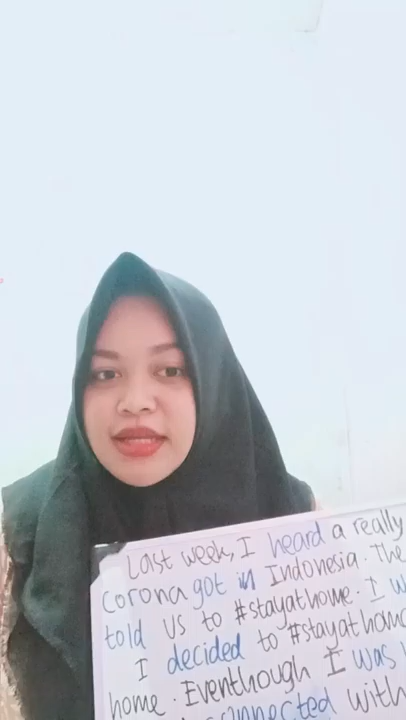 Last week, I heard a really
corona got in Indonesia. The
told us to #stayathome. I
I decided to #stayathome
home. Eventhough I was
connected with